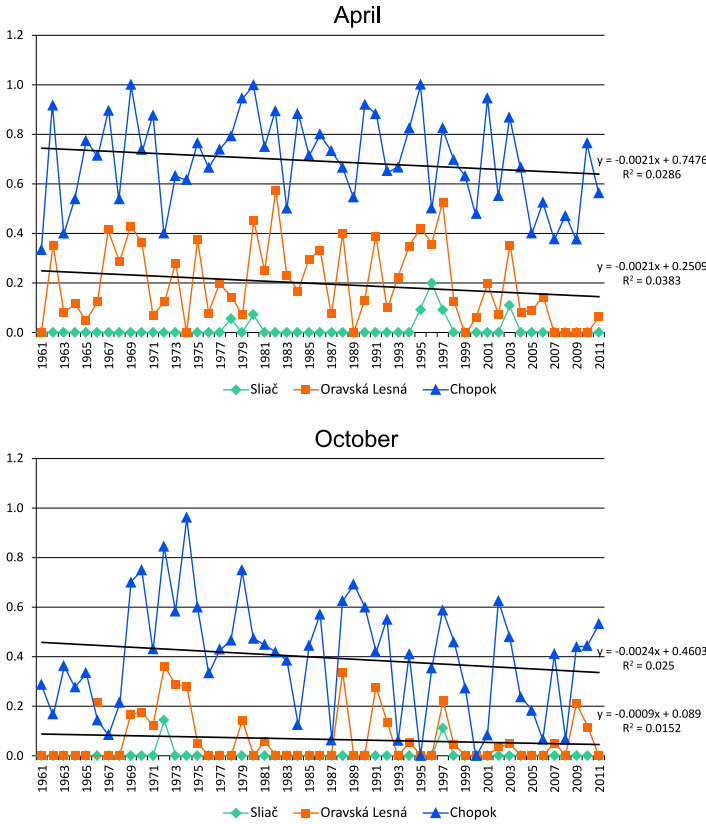 April
1.2
1.0
0.8
0.6
0.4
0.2
0.0
y = -0.0021x + 0.7476
R² = 0.0286
y = -0.0021x + 0.2509
R² = 0.0383
1961 1963 1965 1967 1969 1971 1973 1975 1977 1979 1981 1983 1985 1987 1989 1991 1993 1995 1997 1999 2001 2003 2005 2007 2009 2011
Sliač Oravská Lesná Chopok
October
1.2
1.0
0.8
0.6
0.4
0.2
0.0
y = -0.0024x + 0.4603
R² = 0.025
y = -0.0009x + 0.089
R² = 0.0152
1961 1963 1965 1967 1969 1971 1973 1975 1977 1979 1981 1983 1985 1987 1989 1991 1993 1995 1997 1999 2001 2003 2005 2007 2009 2011
Sliač Oravská Lesná Chopok